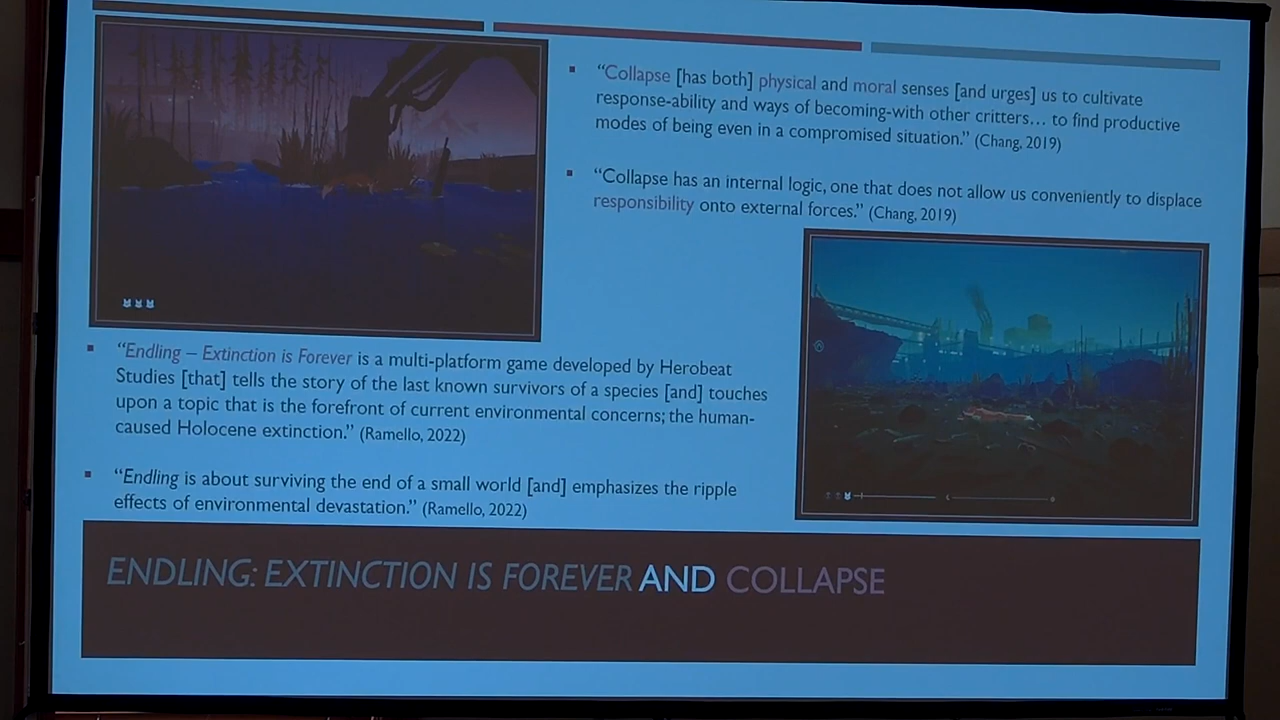 “Collapse [has both] physical and moral senses [and urges] us to cultivate
response-ability and ways of becoming-with other critters… to find productive
modes of being even in a compromised situation.” (Chang, 2019)
“Collapse has an internal logic, one that does not allow us conveniently to displace
responsibility onto external forces.” (Chang, 2019)
“Endling – Extinction is Forever is a multi-platform game developed by Herobeat
Studies [that] tells the story of the last known survivors of a species [and] touches
upon a topic that is the forefront of current environmental concerns; the human-
caused Holocene extinction.” (Ramello, 2022)
“Endling is about surviving the end of a small world [and] emphasizes the ripple
effects of environmental devastation.” (Ramello, 2022)
ENDLING: EXTINCTION IS FOREVER AND COLLAPSE